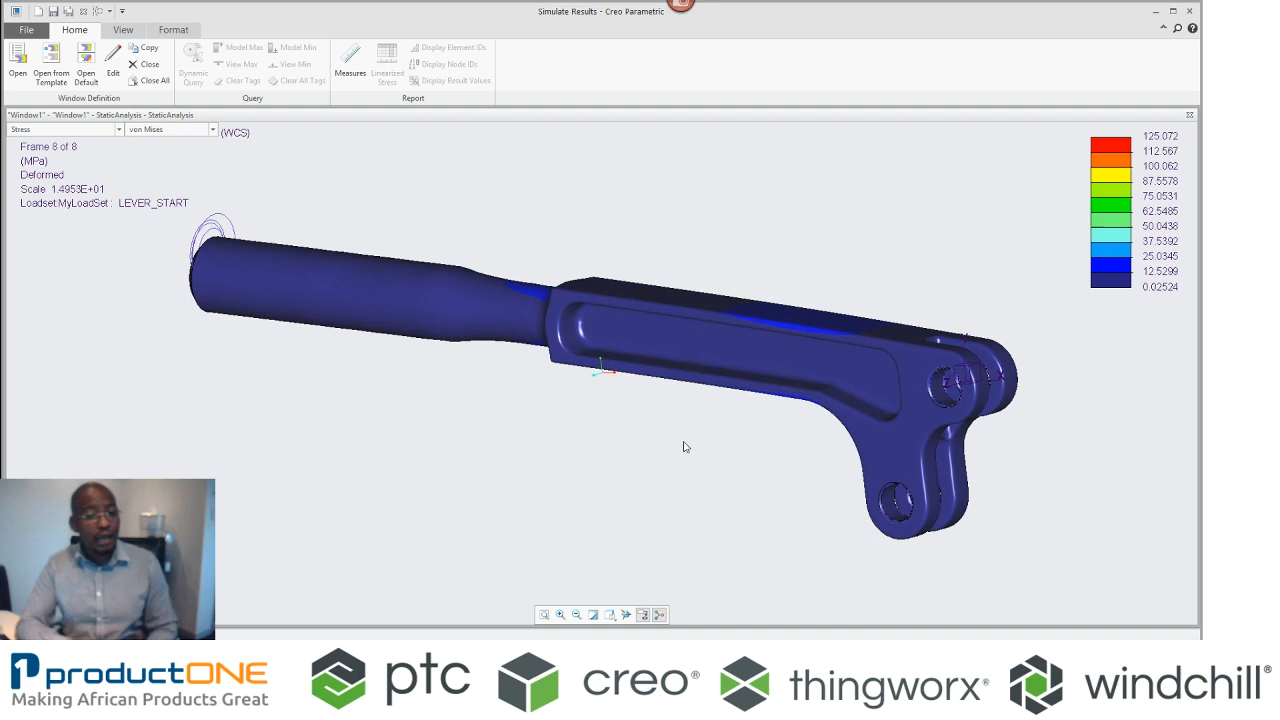 Simulate Results - Creo Parametric
File Home View Format
Open
Open from Template
Open Default
Edit
Copy
Close
Close All
Window Definition
Dynamic Query
Model Max
View Max
Clear Tags
Model Min
View Min
Clear All Tags
Query
Measures
Linearized Stress
Display Element IDs
Display Node IDs
Display Result Values
Report
"Window1" - "Window1" - StaticAnalysis - StaticAnalysis
Stress von Mises (WCS)
Frame 8 of 8
(MPa)
Deformed
Scale 1.4953E+01
Loadset:MyLoadSet : LEVER_START
125.072
112.567
100.062
87.5578
75.0531
62.5485
50.0438
37.5392
25.0345
12.5299
0.02524
Y
Z X
productONE
Making African Products Great
ptc
creo®
thingworx®
windchill®